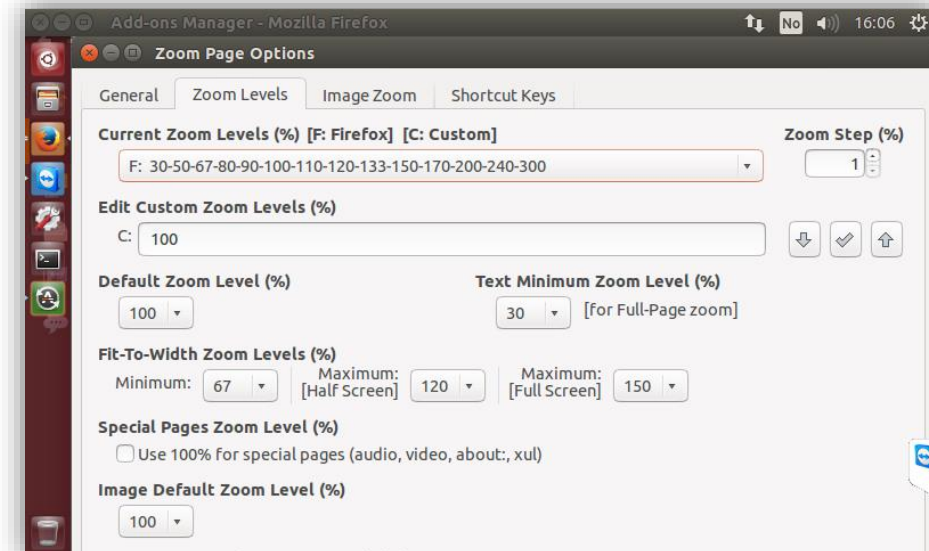 Add-ons Manager - Mozilla Firefox No 16:06
Zoom Page Options
General Zoom Levels Image Zoom Shortcut Keys
Current Zoom Levels (%) [F: Firefox] [C: Custom] Zoom Step (%)
F: 30-50-67-80-90-100-110-120-133-150-170-200-240-300 1
Edit Custom Zoom Levels (%)
C: 100
Default Zoom Level (%) Text Minimum Zoom Level (%)
100 30 [for Full-Page zoom]
Fit-To-Width Zoom Levels (%)
Minimum: 67 Maximum: [Half Screen] 120 Maximum: [Full Screen] 150
Special Pages Zoom Level (%)
Use 100% for special pages (audio, video, about:, xul)
Image Default Zoom Level (%)
100